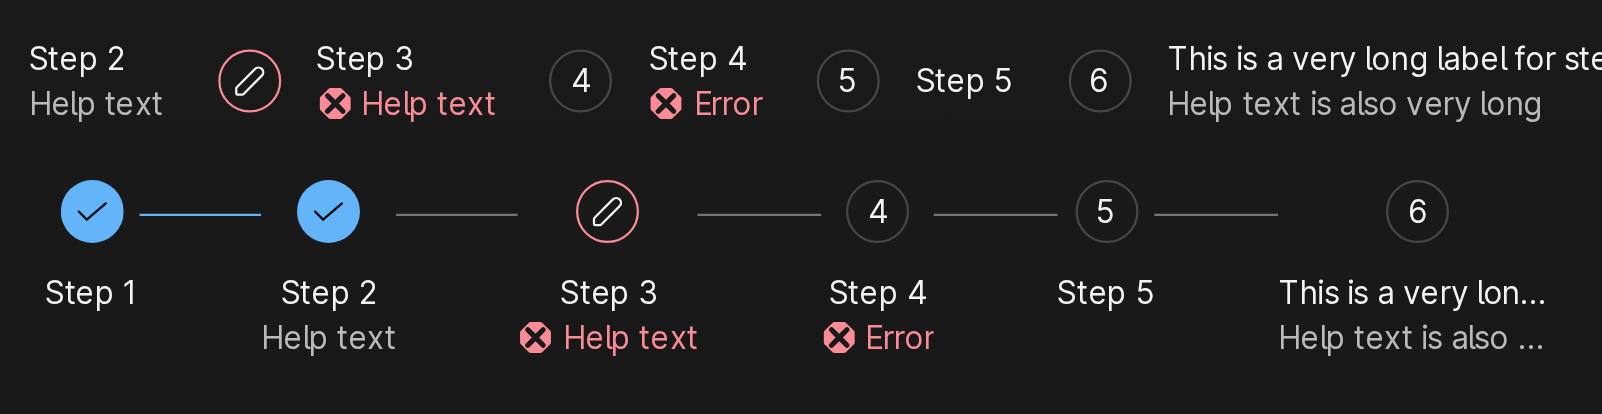 Step 2 Step 3 4 Step 4 5 Step 5 6 This is a very long label for ste
Help text Help text Error Help text is also very long
4 5 6
Step 1 Step 2 Step 3 Step 4 Step 5 This is a very lon...
Help text Help text Error Help text is also ...